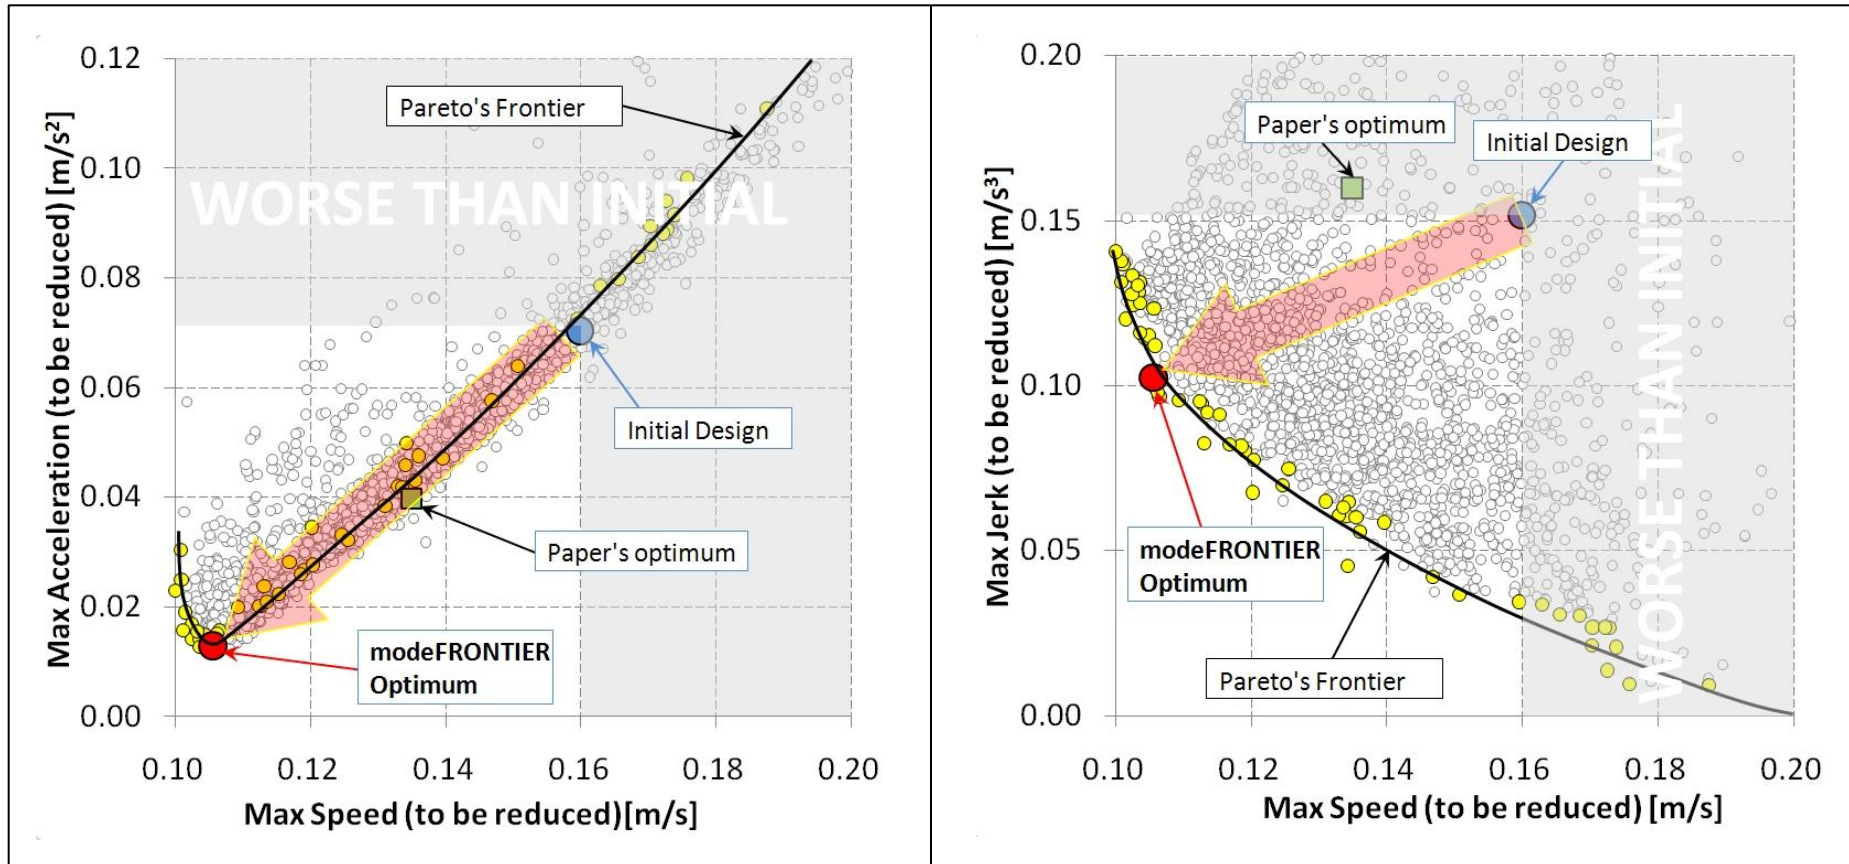 0.12
0.10
0.08
0.06
0.04
0.02
0.00
Max Acceleration (to be reduced) [m/s²]
Pareto's Frontier
WORSE THAN INITIAL
Initial Design
Paper's optimum
modeFRONTIER
Optimum
0.10 0.12 0.14 0.16 0.18 0.20
Max Speed (to be reduced)[m/s]
0.20
0.15
0.10
0.05
0.00
Max Jerk (to be reduced) [m/s³]
Paper's optimum
Initial Design
WORSE THAN INITIAL
modeFRONTIER
Optimum
Pareto's Frontier
0.10 0.12 0.14 0.16 0.18 0.20
Max Speed (to be reduced) [m/s]